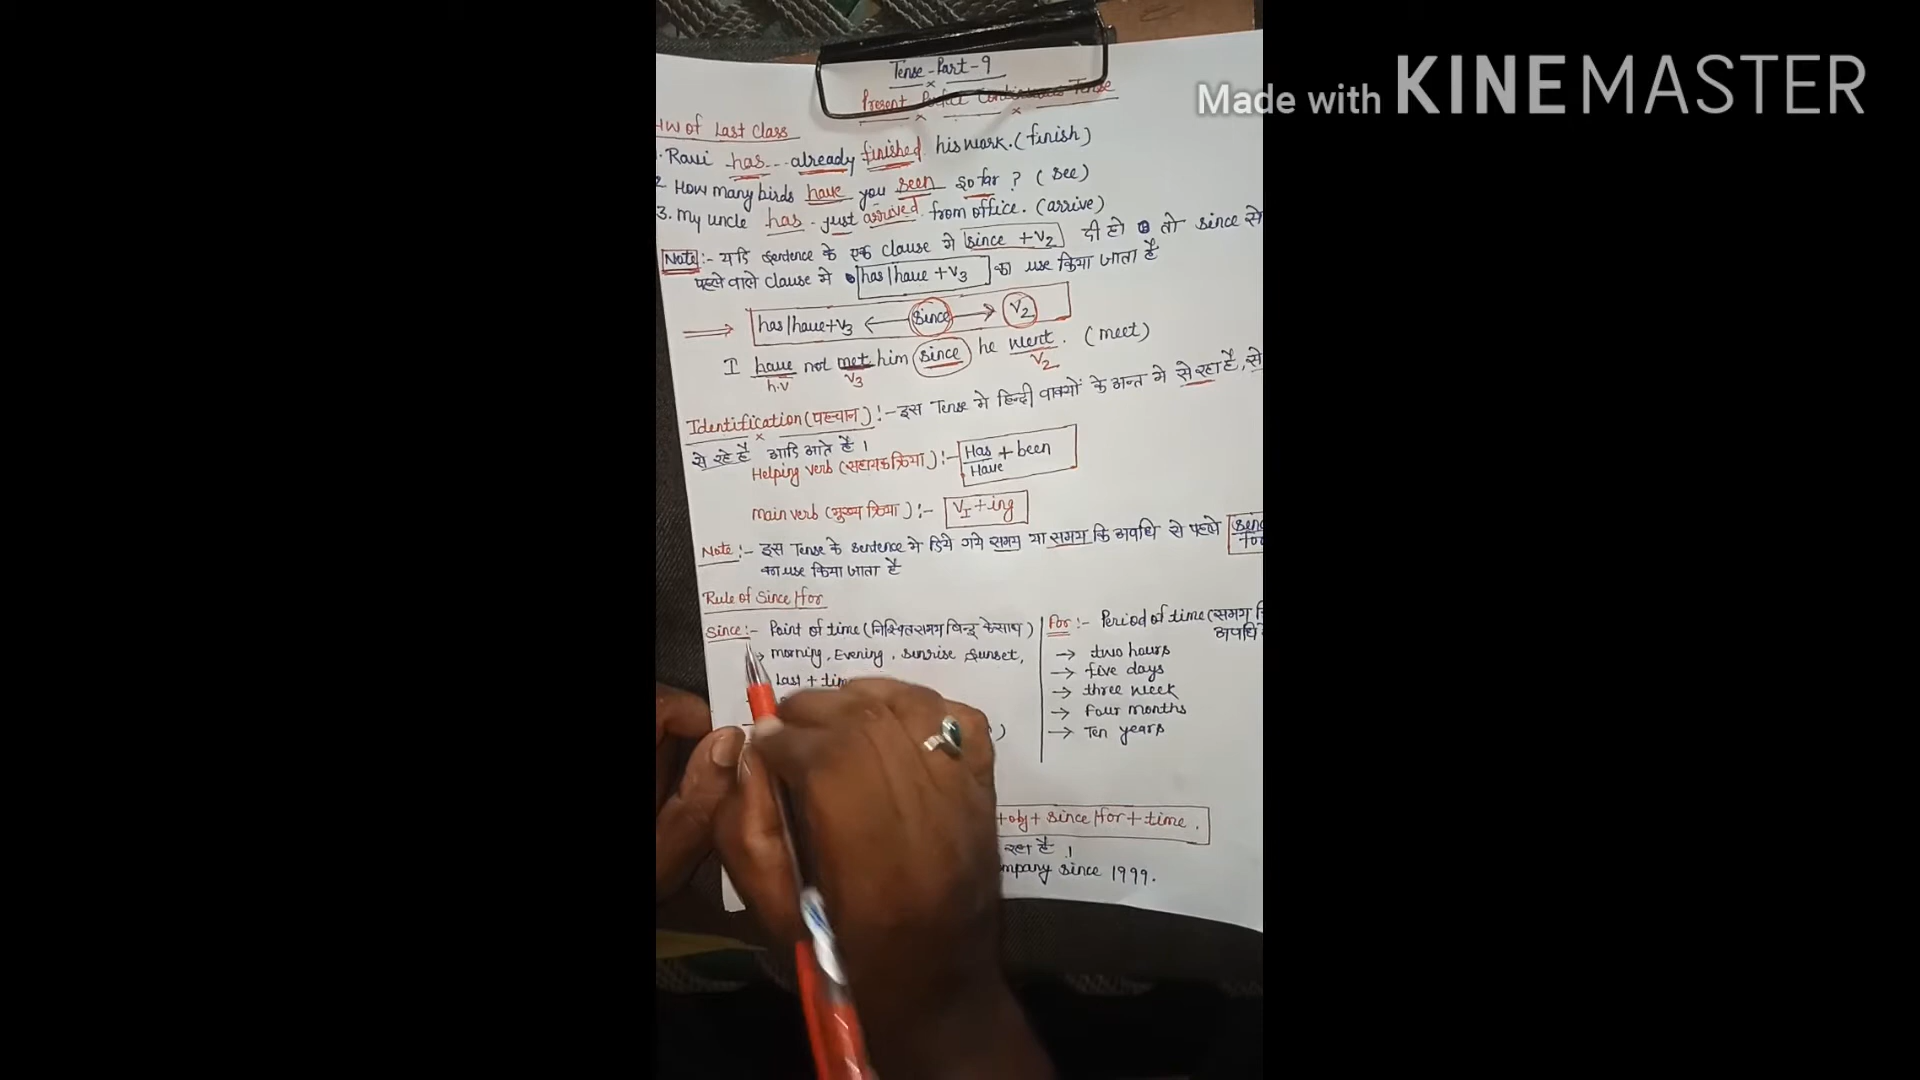 Tense-Part-9
Present Perfect Continuous Tense
Made with KINEMASTER
HW of Last Class
Ravi has already finished his work. (finish)
2 How many birds have you seen so far ? ( see)
3. My uncle has just arrived from office. (arrive)
Note :- यदि Sentence के एक Clause मे since +V2 दी हो तो since से
पहले वाले clause मे has/have + V3 का use किया जाता है
has/have+V3 since V2
I have not met him since he went. (meet)
h.v V3 V2
Identification (पहचान) :- इस Tense मे हिन्दी वाक्यों के अन्त मे से रहा है, से
से रहे है आदि आते है ।
Helping verb (सहायक क्रिया) :- Has + been
Have
Main verb (मुख्य क्रिया) :- VI + ing
Note :- इस Tense के sentence मे दिये गये समय या समय कि अवधि से पहले
का use किया जाता है
Rule of Since/for
Since :- Point of time (निश्चित समय बिन्दु के साथ)
morning, Evening, sunrise sunset,
Last +
For :- Period of time (समय
अवधि
two hours
five days
three week
four months
Ten years
+ obj + since/for + time.
रहा है ।
since 1999.